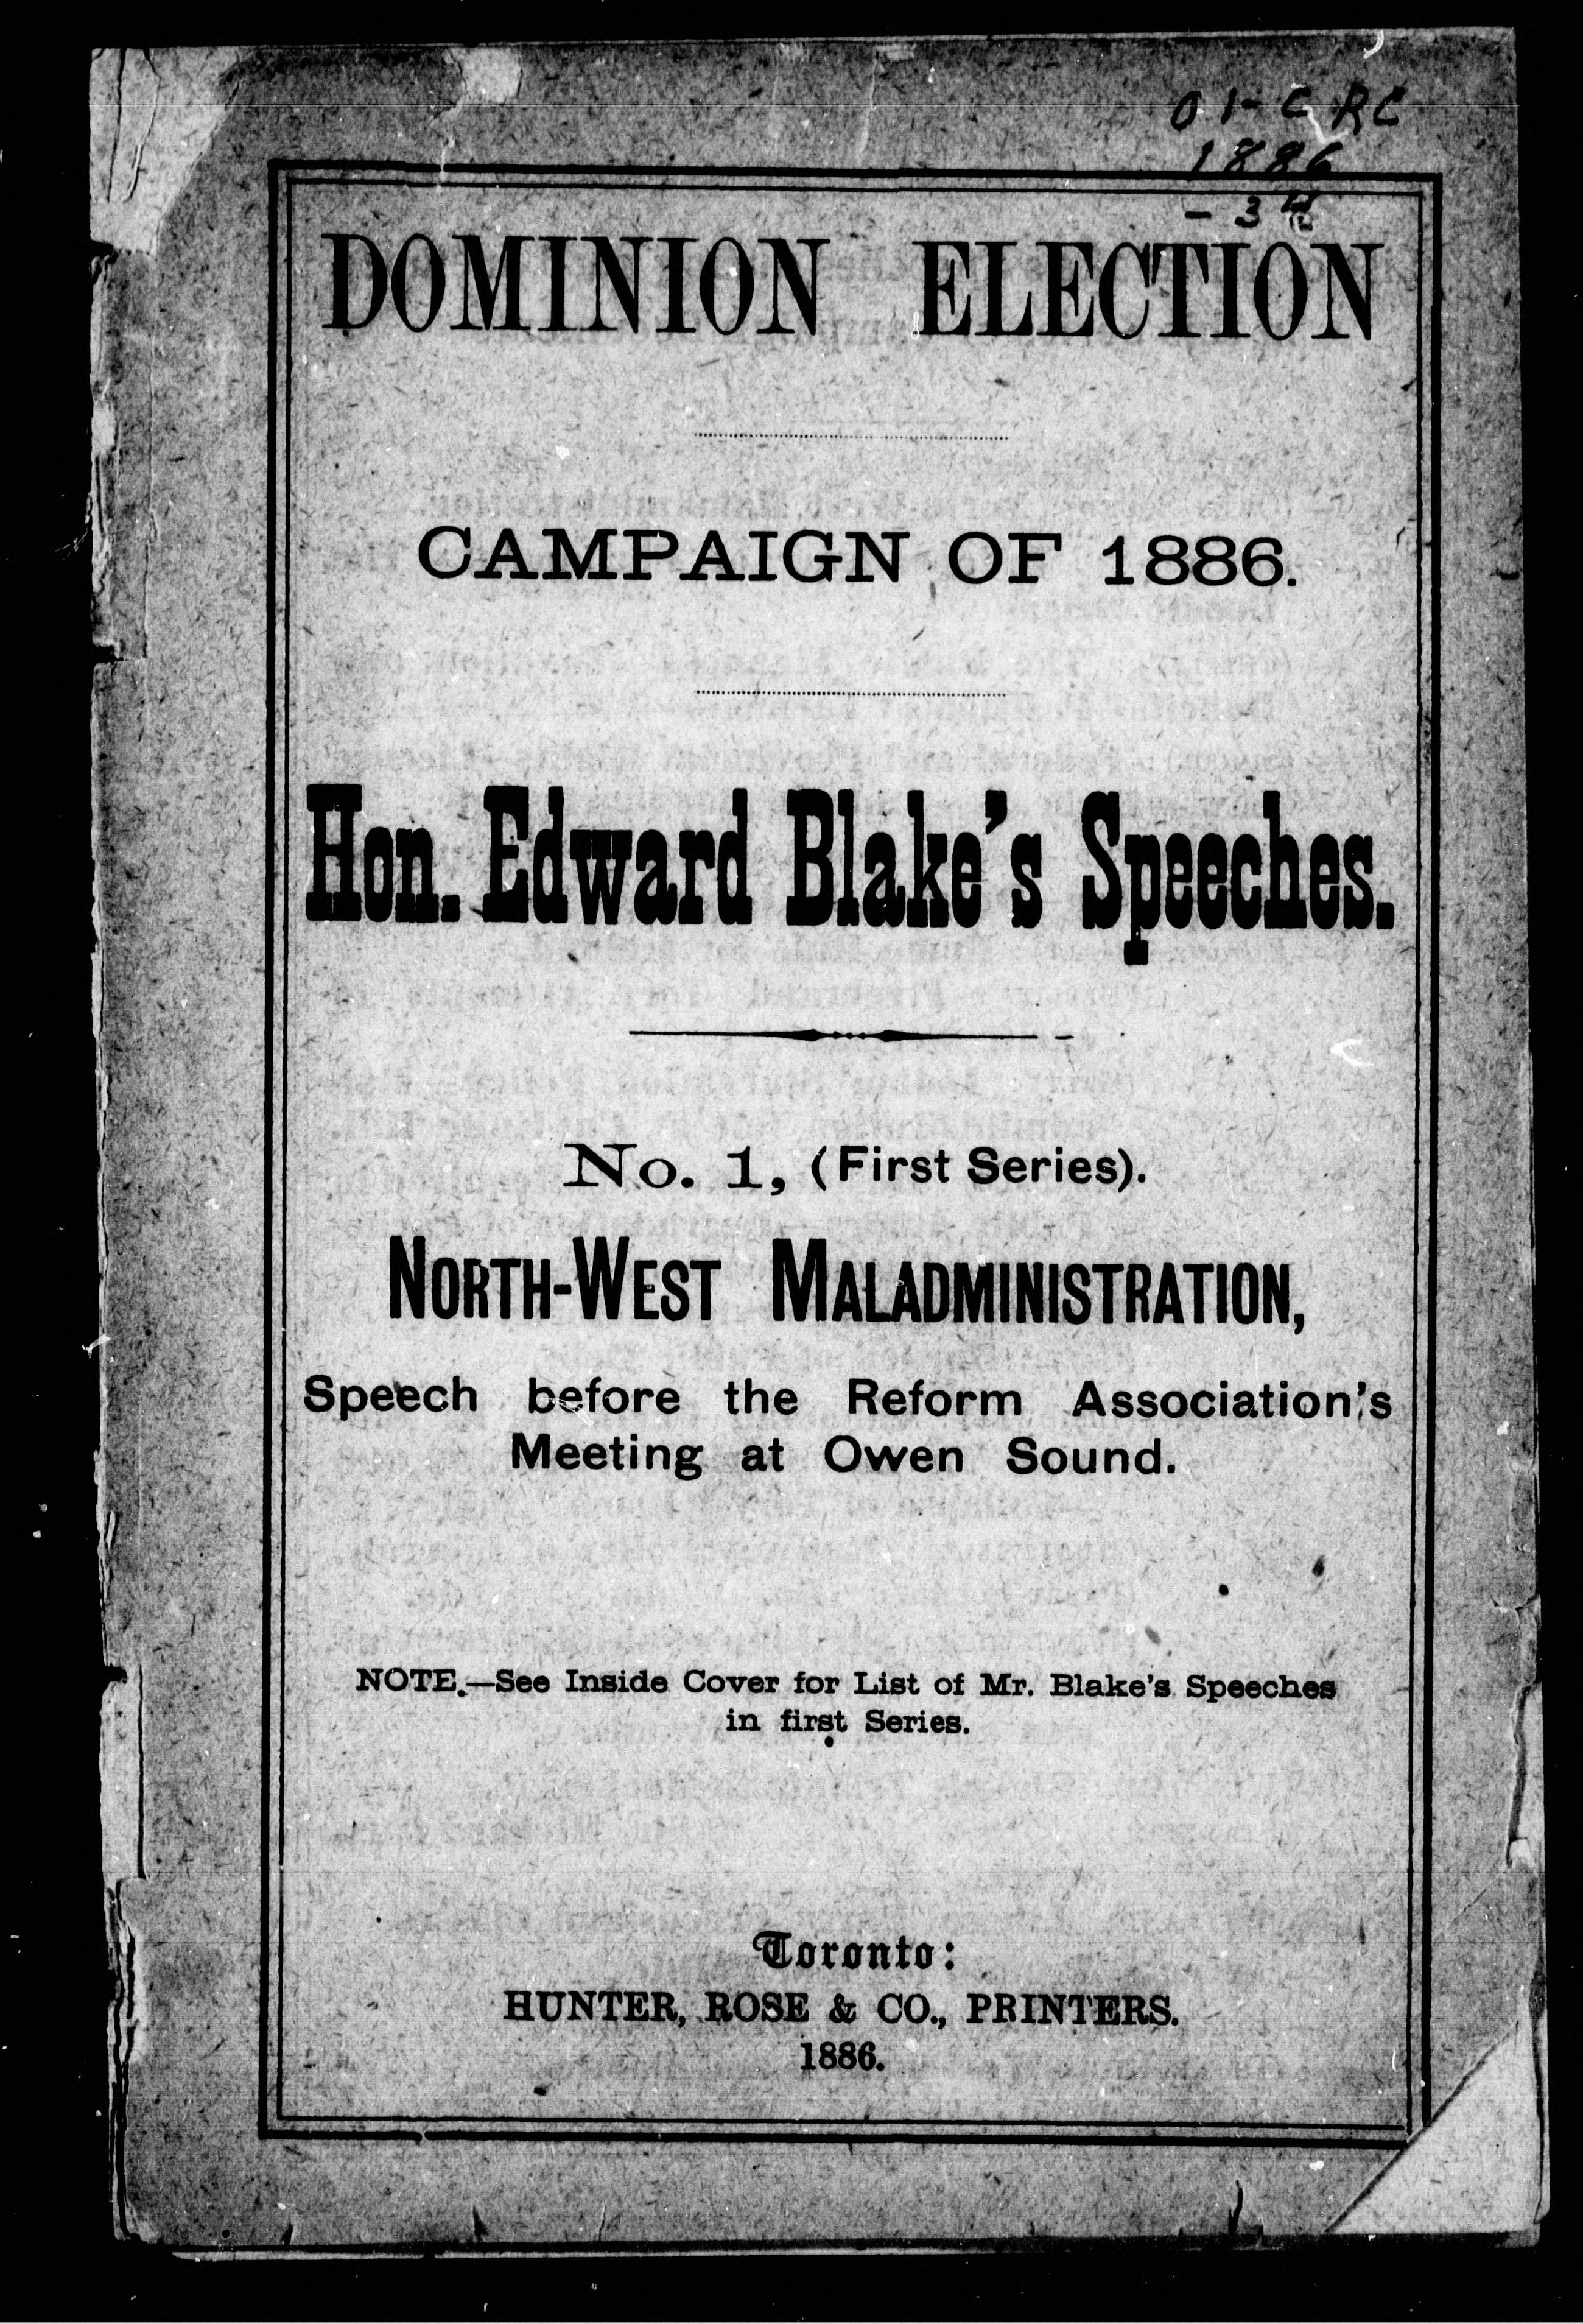 01-CRC
1886
DOMINION ELECTION
CAMPAIGN OF 1886.
Hon. Edward Blake's Speeches.
No. 1, (First Series).
NORTH-WEST MALADMINISTRATION,
Speech before the Reform Association's
Meeting at Owen Sound.
NOTE.—See Inside Cover for List of Mr. Blake's Speeches
in first Series.
Toronto:
HUNTER, ROSE & CO., PRINTERS.
1886.